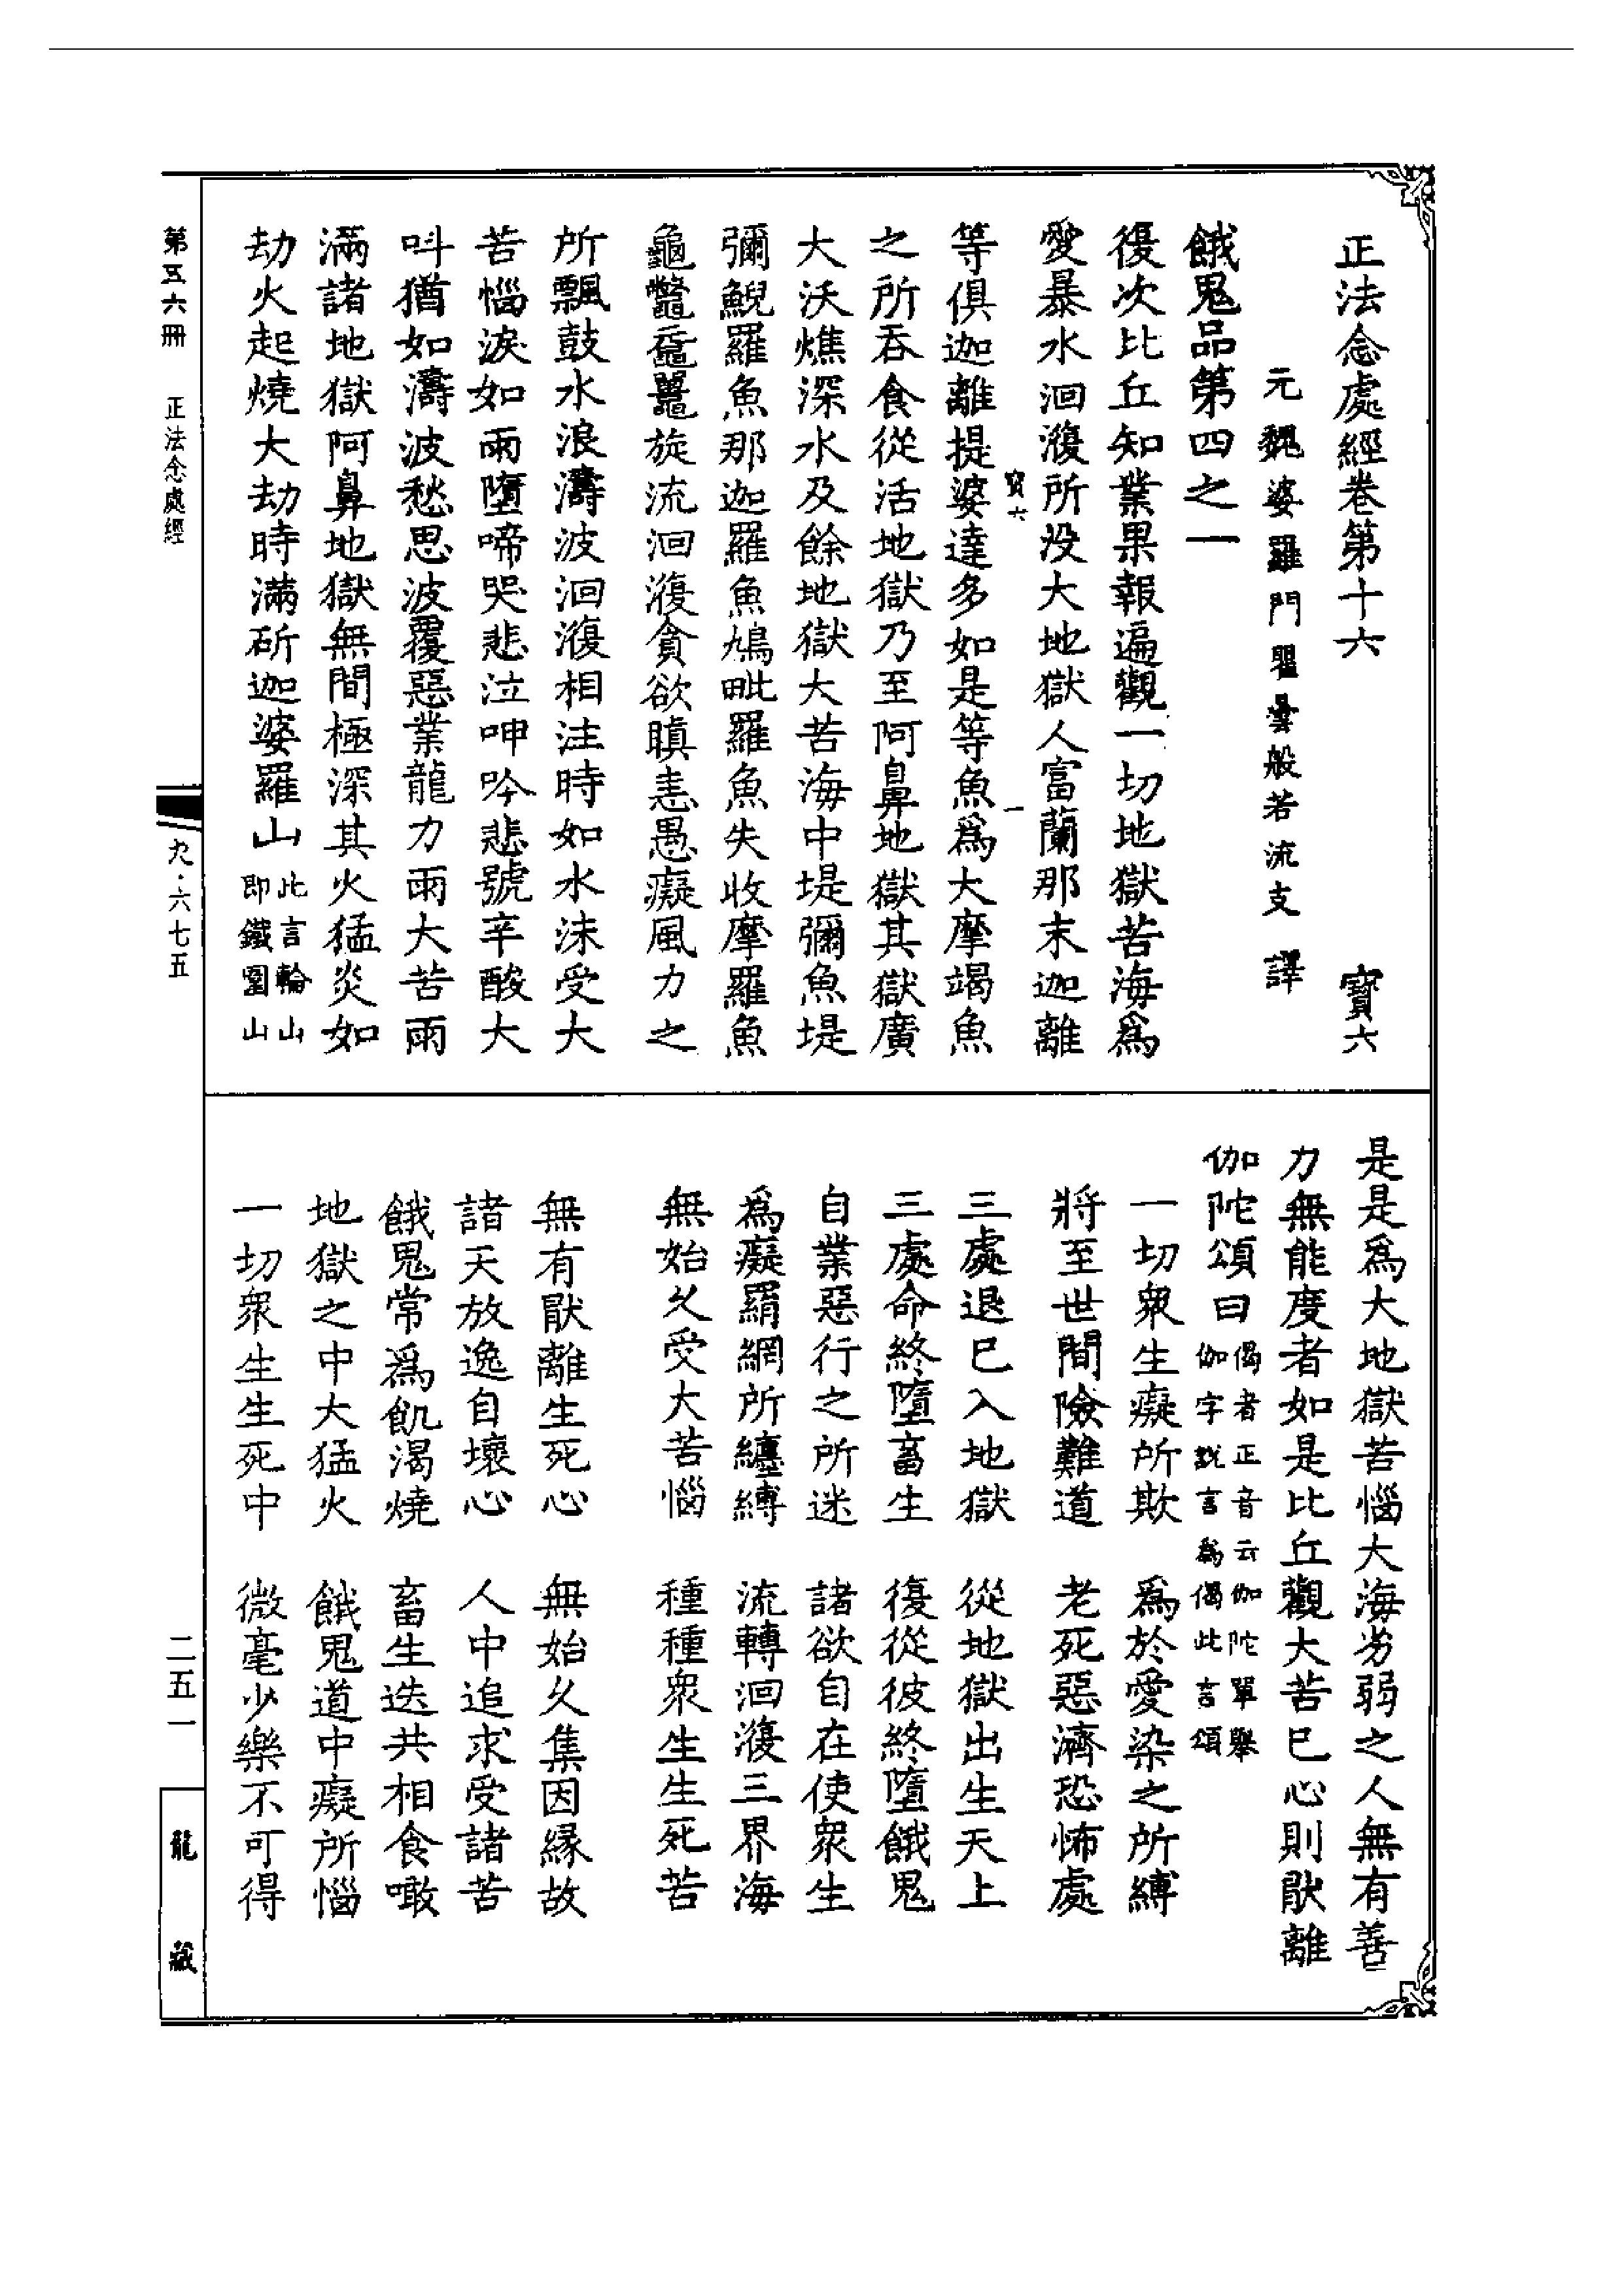 正法念處經卷第十六　寶六
元魏婆羅門瞿曇般若流支　譯
餓鬼品第四之一
復次比丘知業果報遍觀一切地獄苦海爲
愛暴水洄澓所沒大地獄人富蘭那末迦離
寶六　一
等俱迦離提婆達多如是等魚爲大摩竭魚
之所吞食從活地獄乃至阿鼻地獄其獄廣
大沃燋深水及餘地獄大苦海中堤彌魚堤
彌鯢羅魚那迦羅魚鳩毗羅魚失收摩羅魚
龜鼈黿鼉旋流洄澓貪欲瞋恚愚癡風力之
所飄鼓水浪濤波洄澓相注時如水沫受大
苦惱淚如雨墮啼哭悲泣呻吟悲號辛酸大
呌猶如濤波愁思波覆惡業龍力雨大苦雨
滿諸地獄阿鼻地獄無間極深其火猛炎如
劫火起燒大劫時滿斫迦婆羅山此言輪山
即鐵圍山
是是爲大地獄苦惱大海劣弱之人無有善
力無能度者如是比丘觀大苦已心則猒離
伽陀頌曰偈者正音云伽陀單舉
伽字訛言爲偈此言頌
一切衆生癡所欺　爲於愛染之所縛
將至世間險難道　老死惡濟恐怖處
三處退已入地獄　從地獄出生天上
三處命終墮畜生　復從彼終墮餓鬼
自業惡行之所迷　諸欲自在使衆生
爲癡羂網所纏縛　流轉洄澓三界海
無始久受大苦惱　種種衆生生死苦
無有猒離生死心　無始久集因緣故
諸天放逸自壞心　人中追求受諸苦
餓鬼常爲飢渴燒　畜生迭共相食噉
地獄之中大猛火　餓鬼道中癡所惱
一切衆生生死中　微毫少樂不可得
第五六冊　正法念處經
九·六七五
二五一
龍藏